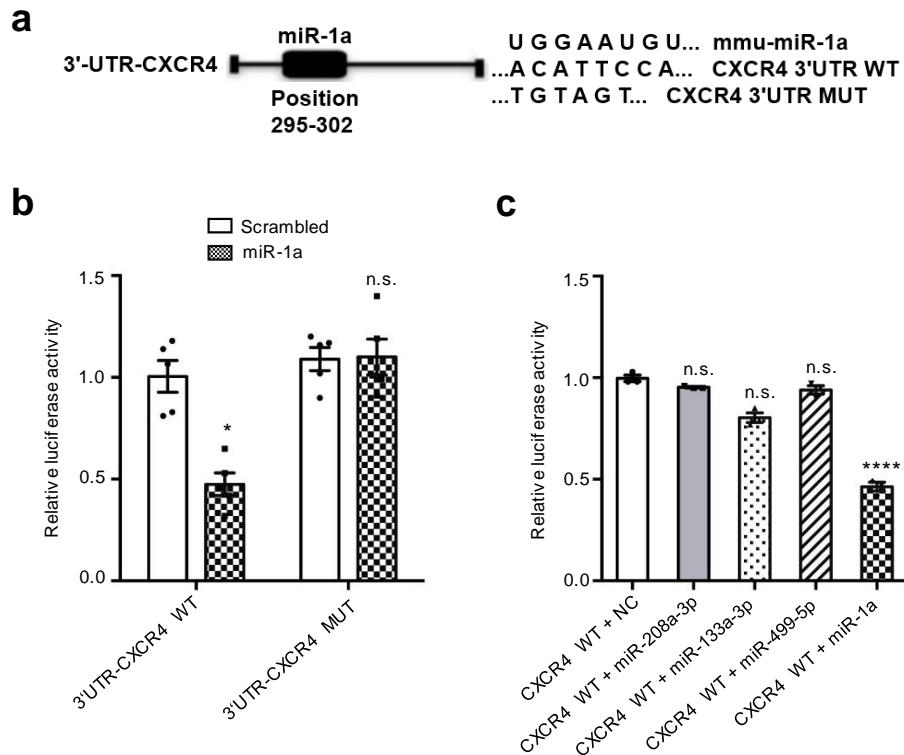 a
miR-1a
3'-UTR-CXCR4
Position
295-302
U G G A A U G U... mmu-miR-1a
...A C A T T C C A... CXCR4 3'UTR WT
...T G T A G T... CXCR4 3'UTR MUT
b
Scrambled
miR-1a
Relative luciferase activity
1.5
1.0
0.5
0.0
*
n.s.
3'UTR-CXCR4 WT
3'UTR-CXCR4 MUT
c
Relative luciferase activity
1.5
1.0
0.5
0.0
n.s.
n.s.
n.s.
****
CXCR4 WT + NC
CXCR4 WT + miR-208a-3p
CXCR4 WT + miR-133a-3p
CXCR4 WT + miR-499-5p
CXCR4 WT + miR-1a